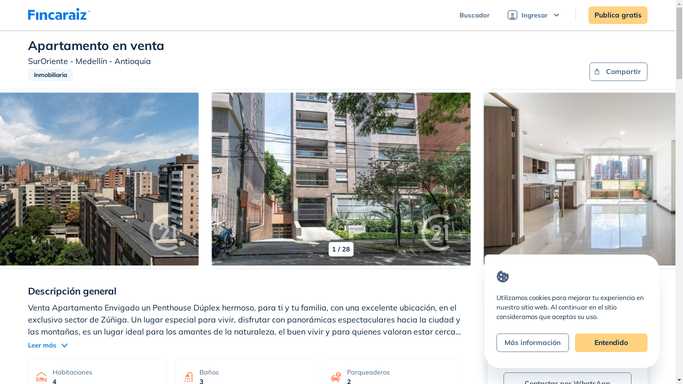 Fincaraiz
Buscador
Ingresar
Publica gratis
Apartamento en venta
SurOriente - Medellín - Antioquia
Inmobiliaria
Compartir
21
21
1 / 28
Descripción general
Venta Apartamento Envigado un Penthouse Dúplex hermoso, para ti y tu familia, con una excelente ubicación, en el
exclusivo sector de Zúñiga. Un lugar especial para vivir, disfrutar con panorámicas espectaculares hacia la ciudad y
las montañas, es un lugar ideal para los amantes de la naturaleza, el buen vivir y para quienes valoran estar cerca...
Leer más
Habitaciones
4
Baños
3
Parqueaderos
2
Utilizamos cookies para mejorar tu experiencia en
nuestro sitio web. Al continuar en el sitio
consideramos que aceptas su uso.
Más información
Entendido
Contactar por WhatsApp